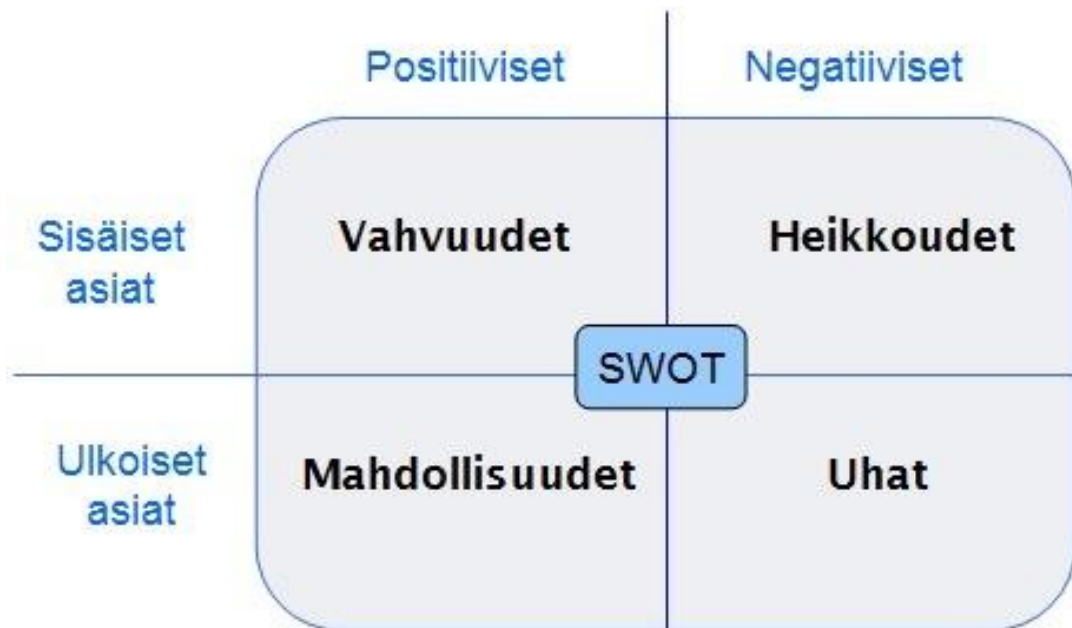 Positiiviset Negatiiviset
Sisäiset
asiat
Vahvuudet Heikkoudet
SWOT
Ulkoiset
asiat
Mahdollisuudet Uhat